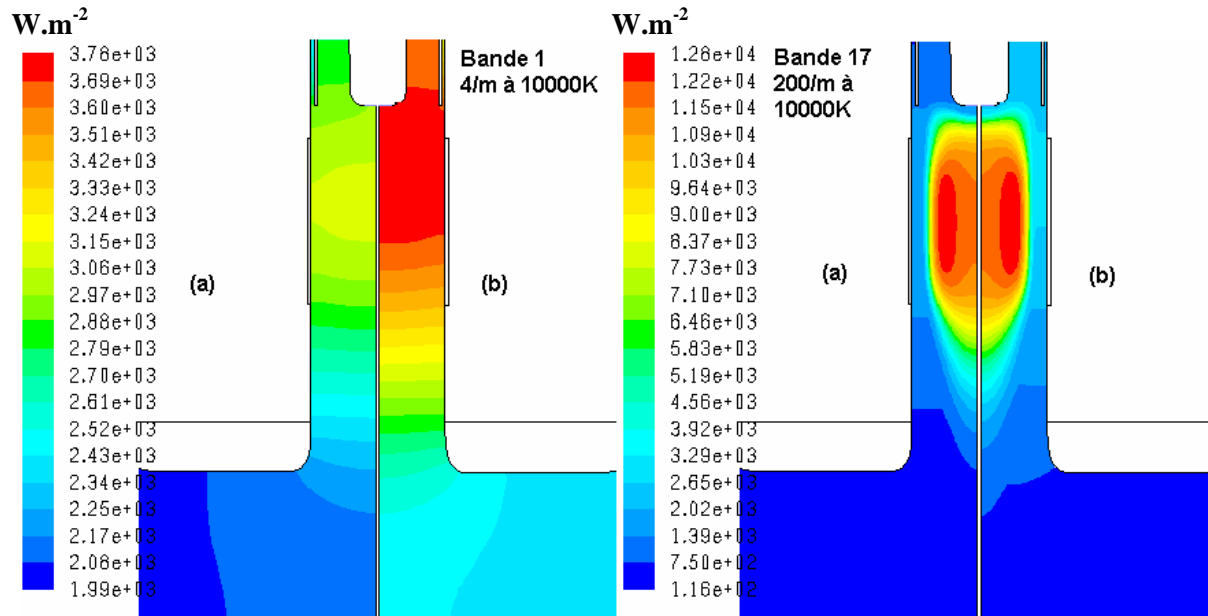 W.m-2
3.78e+03
3.69e+03
3.60e+03
3.51e+03
3.42e+03
3.33e+03
3.24e+03
3.15e+03
3.06e+03
2.97e+03
2.88e+03
2.79e+03
2.70e+03
2.61e+03
2.52e+03
2.43e+03
2.34e+03
2.25e+03
2.17e+03
2.08e+03
1.99e+03
Bande 1
4/m à 10000K
(a)
(b)
W.m-2
1.28e+04
1.22e+04
1.15e+04
1.09e+04
1.03e+04
9.64e+03
9.00e+03
8.37e+03
7.73e+03
7.10e+03
6.46e+03
5.83e+03
5.19e+03
4.56e+03
3.92e+03
3.29e+03
2.65e+03
2.02e+03
1.39e+03
7.50e+02
1.16e+02
Bande 17
200/m à
10000K
(a)
(b)